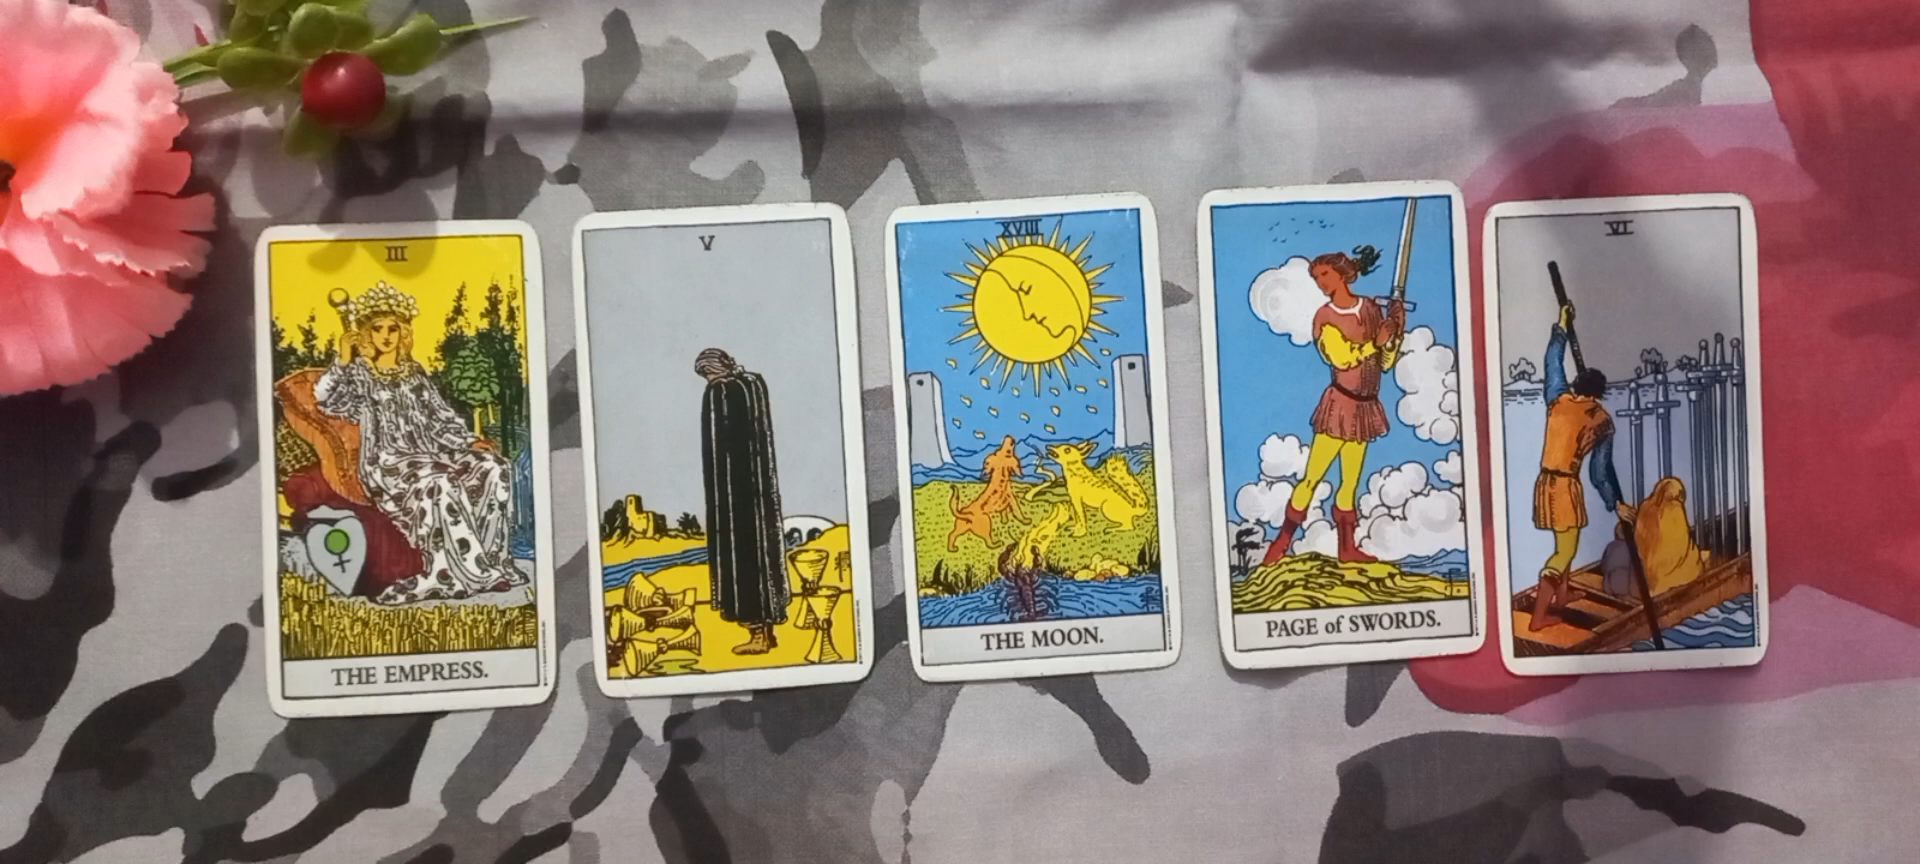 III
THE EMPRESS.
V
XVIII
THE MOON.
PAGE of SWORDS.
VI